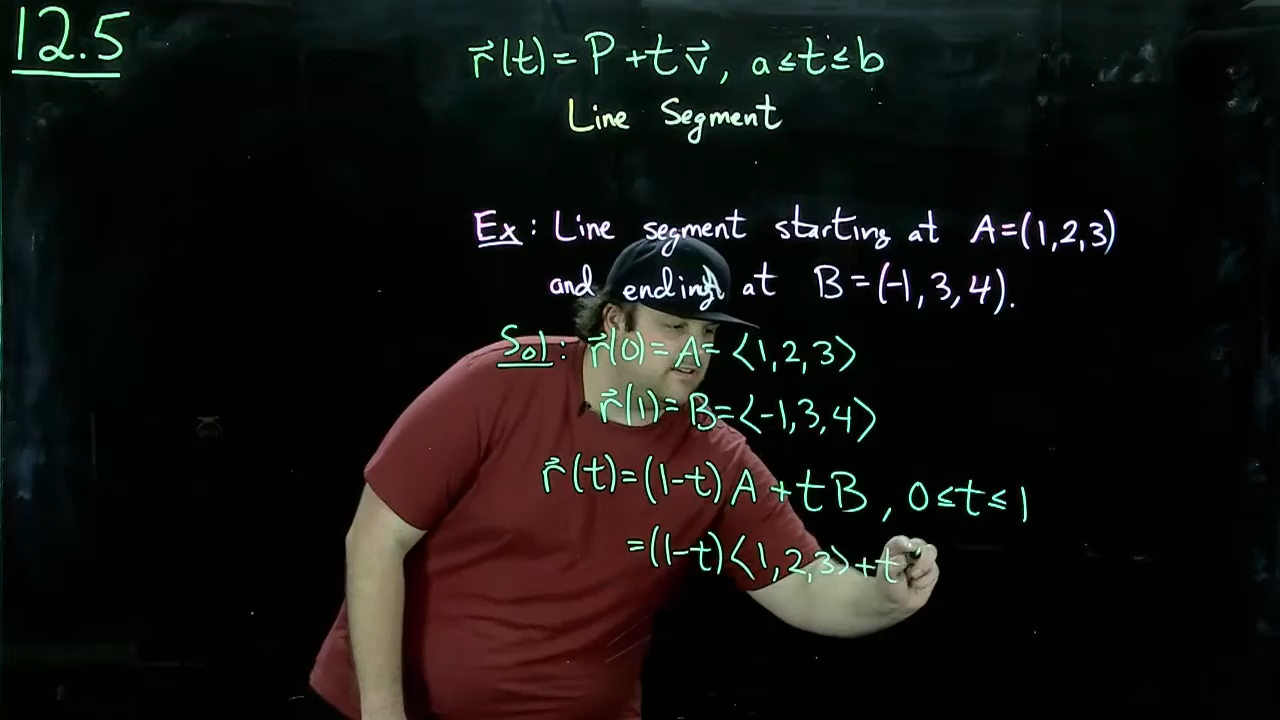 12.5
r⃗(t)= P+t v⃗, a≤t≤b
Line Segment
Ex: Line segment starting at A=(1,2,3)
and ending at B=(-1,3,4).
Sol: r⃗(0)=A=⟨1,2,3⟩
r⃗(1)=B=⟨-1,3,4⟩
r⃗(t)=(1-t)A+tB, 0≤t≤1
=(1-t)⟨1,2,3⟩+t